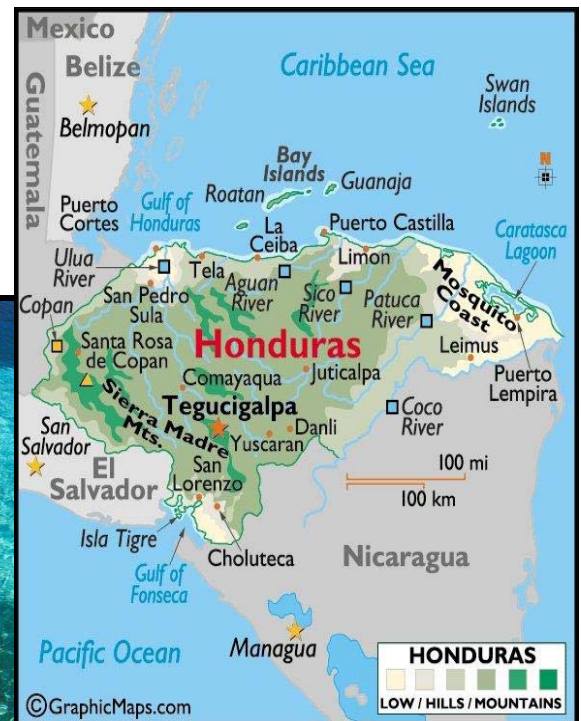 Mexico
Belize
Guatemala
Belmopan
Caribbean Sea
Swan
Islands
N
Bay
Islands
Roatan
Guanaja
Puerto
Cortes
Gulf of
Honduras
La
Ceiba
Puerto Castilla
Caratasca
Lagoon
Ulua
River
Tela
Limon
Aguan
River
Sico
River
Patuca
River
Mosquito
Coast
Copan
San Pedro
Sula
Santa Rosa
de Copan
Honduras
Leimus
Puerto
Lempira
Comayaqua
Juticalpa
Sierra Madre
Mts.
Tegucigalpa
Danli
Yuscaran
Coco
River
San
Salvador
El
Salvador
San
Lorenzo
100 mi
100 km
Isla Tigre
Choluteca
Gulf of
Fonseca
Nicaragua
Managua
Pacific Ocean
HONDURAS
LOW / HILLS / MOUNTAINS
©GraphicMaps.com